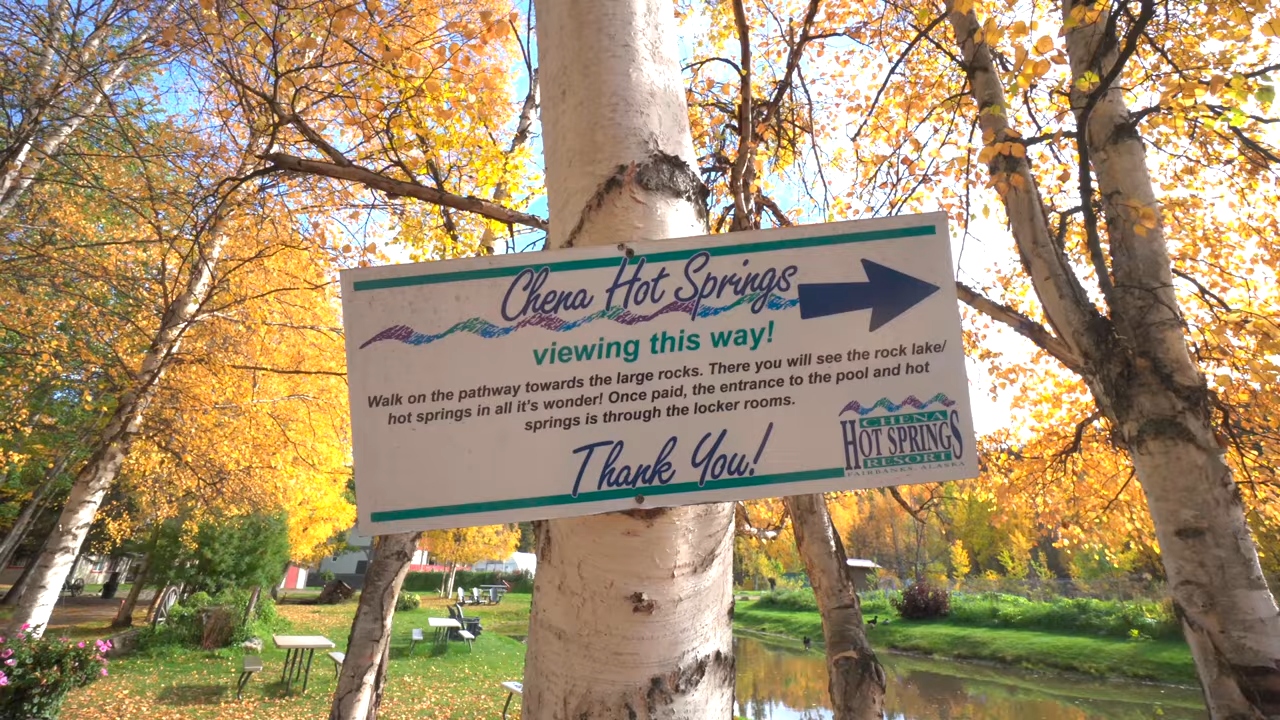 Chena Hot Springs
viewing this way!
Walk on the pathway towards the large rocks. There you will see the rock lake/
hot springs in all it's wonder! Once paid, the entrance to the pool and hot
springs is through the locker rooms.
Thank You!
CHENA
HOT SPRINGS
RESORT
FAIRBANKS, ALASKA